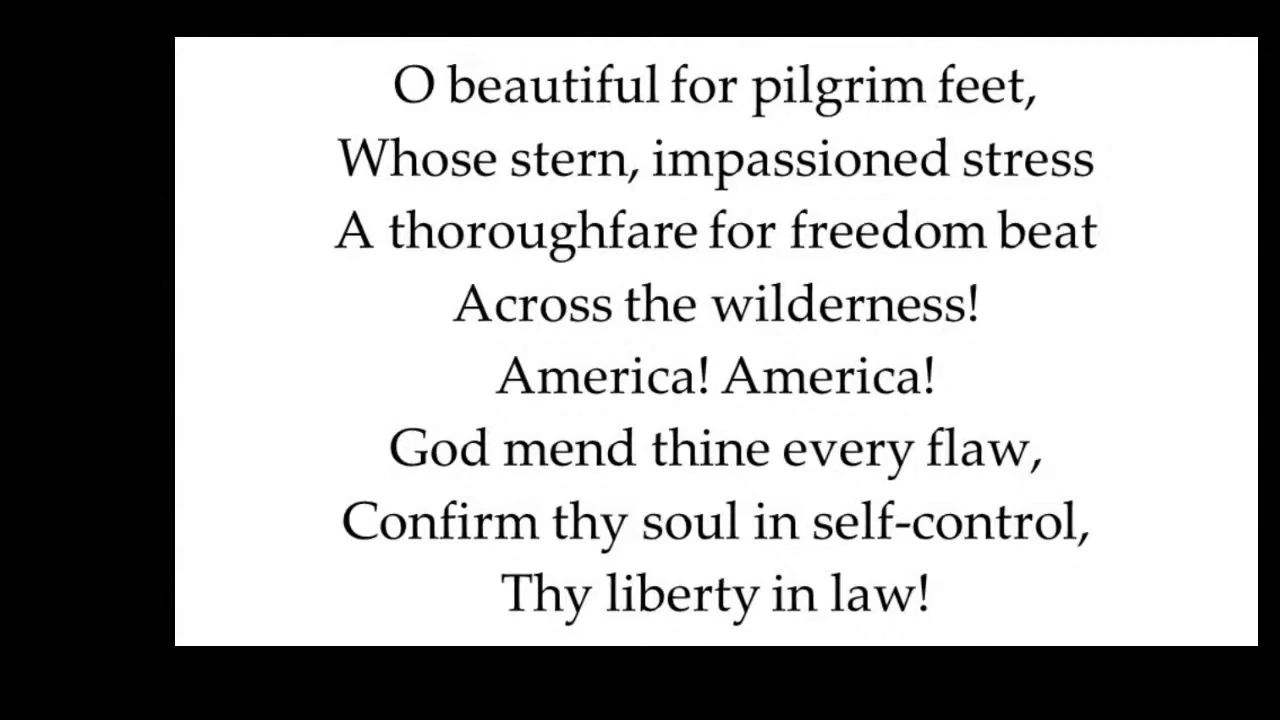 O beautiful for pilgrim feet,
Whose stern, impassioned stress
A thoroughfare for freedom beat
Across the wilderness!
America! America!
God mend thine every flaw,
Confirm thy soul in self-control,
Thy liberty in law!